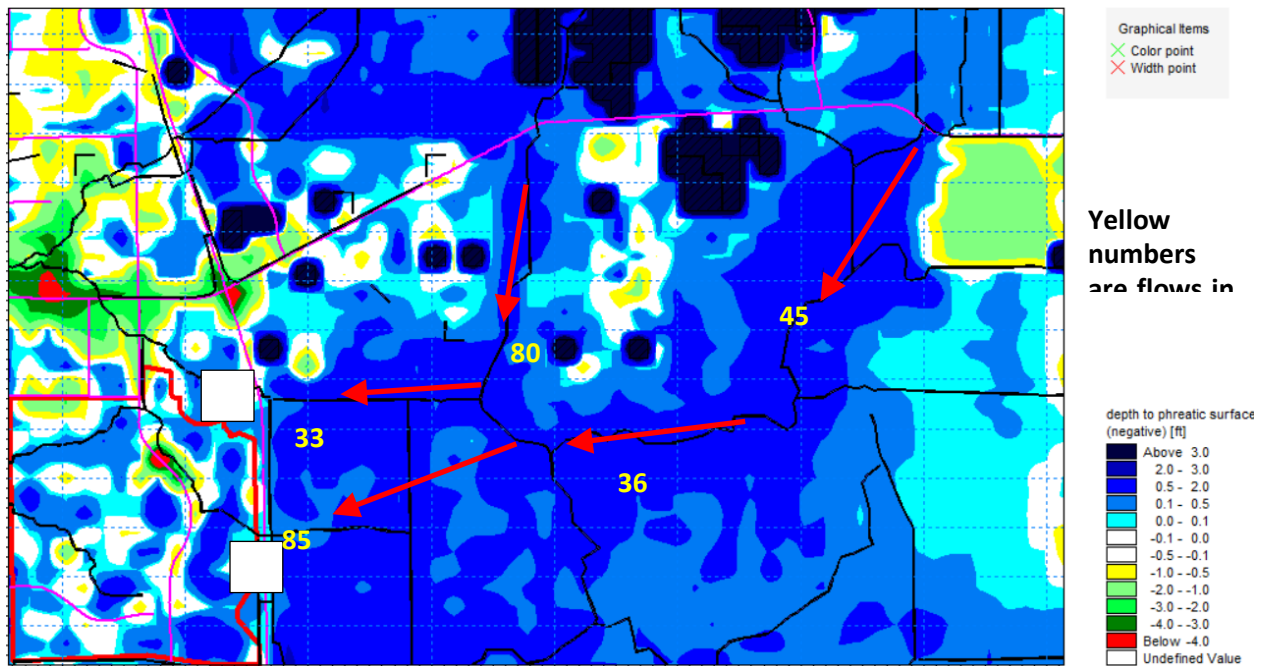 Graphical Items
Color point
Width point
Yellow
numbers
are flows in
45
80
33
36
85
depth to phreatic surface
(negative) [ft]
Above 3.0
2.0 - 3.0
0.5 - 2.0
0.1 - 0.5
0.0 - 0.1
-0.1 - 0.0
-0.5 - -0.1
-1.0 - -0.5
-2.0 - -1.0
-3.0 - -2.0
-4.0 - -3.0
Below -4.0
Undefined Value